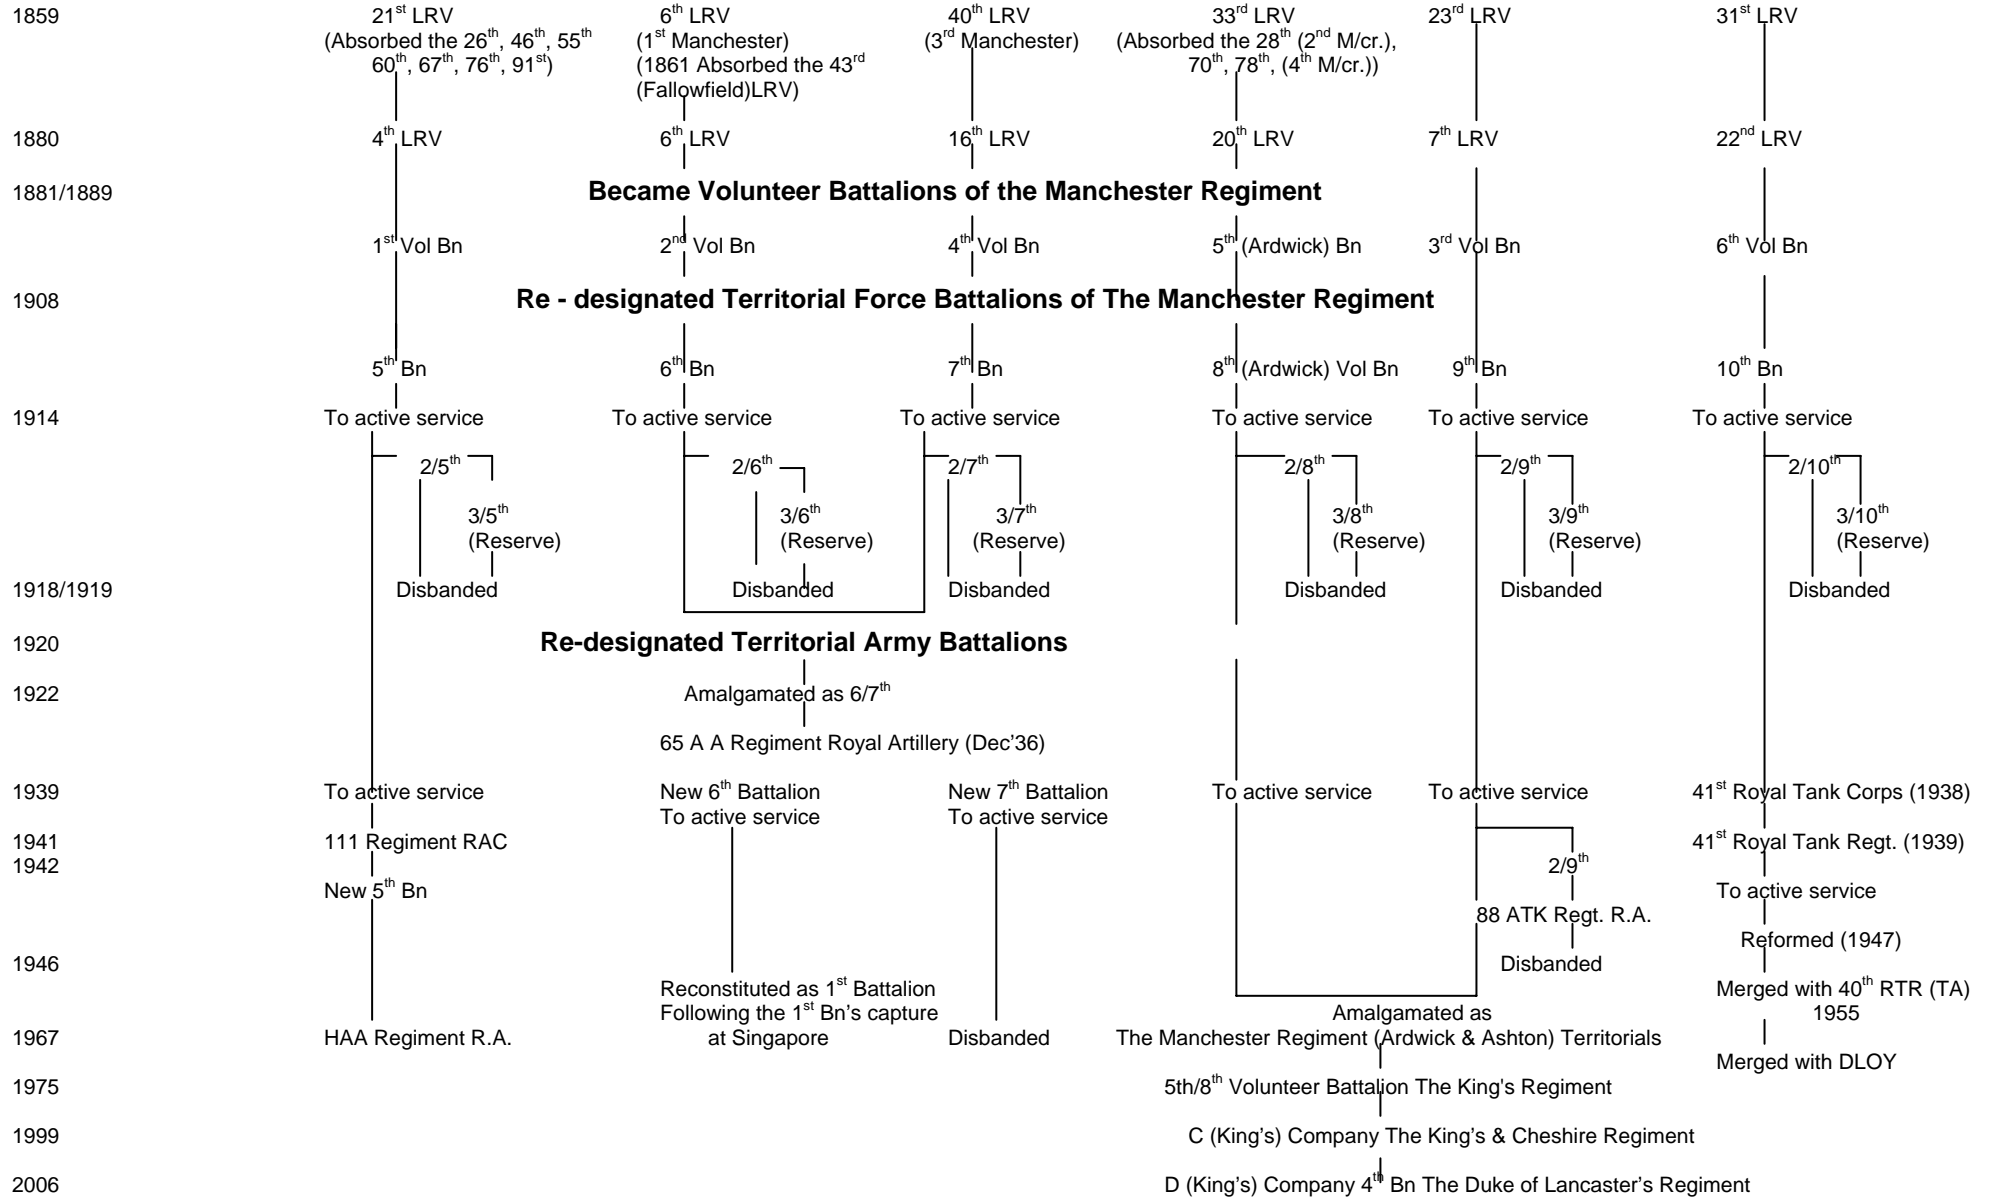 1859 21st LRV 6th LRV 40th LRV 33rd LRV 23rd LRV 31st LRV
(Absorbed the 26th, 46th, 55th (1st Manchester) (3rd Manchester) (Absorbed the 28th (2nd M/cr.),
60th, 67th, 76th, 91st) (1861 Absorbed the 43rd 70th, 78th, (4th M/cr.))
(Fallowfield)LRV)
1880 4th LRV 6th LRV 16th LRV 20th LRV 7th LRV 22nd LRV
1881/1889 Became Volunteer Battalions of the Manchester Regiment
1st Vol Bn 2nd Vol Bn 4th Vol Bn 5th (Ardwick) Bn 3rd Vol Bn 6th Vol Bn
1908 Re - designated Territorial Force Battalions of The Manchester Regiment
5th Bn 6th Bn 7th Bn 8th (Ardwick) Vol Bn 9th Bn 10th Bn
1914 To active service To active service To active service To active service To active service To active service
2/5th 2/6th 2/7th 2/8th 2/9th 2/10th
3/5th 3/6th 3/7th 3/8th 3/9th 3/10th
(Reserve) (Reserve) (Reserve) (Reserve) (Reserve) (Reserve)
1918/1919 Disbanded Disbanded Disbanded Disbanded Disbanded Disbanded
1920 Re-designated Territorial Army Battalions
1922 Amalgamated as 6/7th
65 A A Regiment Royal Artillery (Dec'36)
1939 To active service New 6th Battalion New 7th Battalion To active service To active service 41st Royal Tank Corps (1938)
To active service To active service
1941 111 Regiment RAC 41st Royal Tank Regt. (1939)
1942 2/9th
New 5th Bn To active service
88 ATK Regt. R.A.
Reformed (1947)
1946 Disbanded
Reconstituted as 1st Battalion Merged with 40th RTR (TA)
Following the 1st Bn's capture Amalgamated as 1955
1967 HAA Regiment R.A. at Singapore Disbanded The Manchester Regiment (Ardwick & Ashton) Territorials
Merged with DLOY
1975 5th/8th Volunteer Battalion The King's Regiment
1999 C (King's) Company The King's & Cheshire Regiment
2006 D (King's) Company 4th Bn The Duke of Lancaster's Regiment